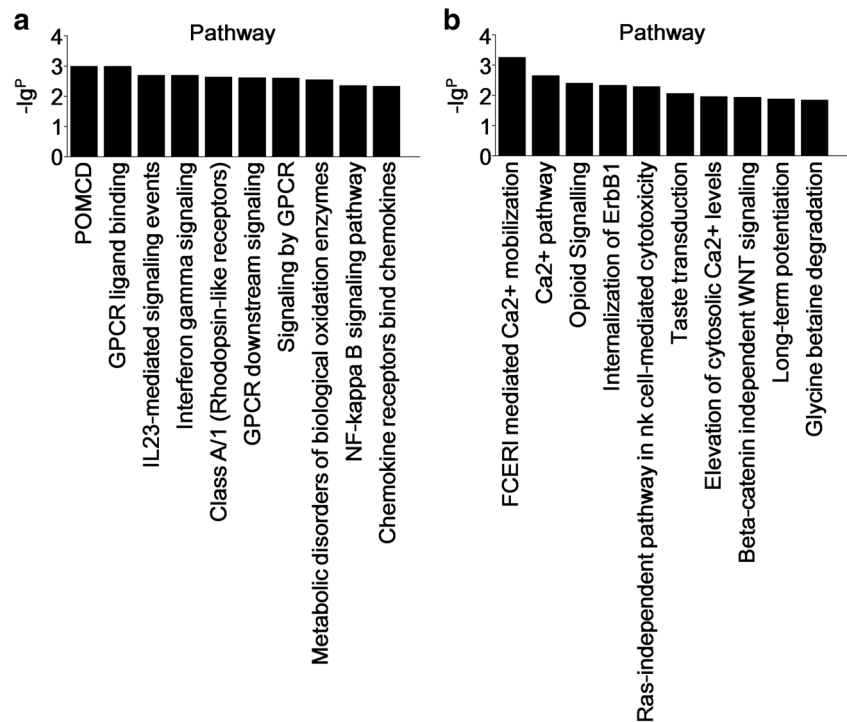 a
Pathway
-Ig^P
4
3
2
1
0
POMCD
GPCR ligand binding
IL23-mediated signaling events
Interferon gamma signaling
Class A/1 (Rhodopsin-like receptors)
GPCR downstream signaling
Signaling by GPCR
Metabolic disorders of biological oxidation enzymes
NF-kappa B signaling pathway
Chemokine receptors bind chemokines
b
Pathway
-Ig^P
4
3
2
1
0
FCERI mediated Ca2+ mobilization
Ca2+ pathway
Opioid Signalling
Internalization of ErbB1
Ras-independent pathway in nk cell-mediated cytotoxicity
Taste transduction
Elevation of cytosolic Ca2+ levels
Beta-catenin independent WNT signaling
Long-term potentiation
Glycine betaine degradation